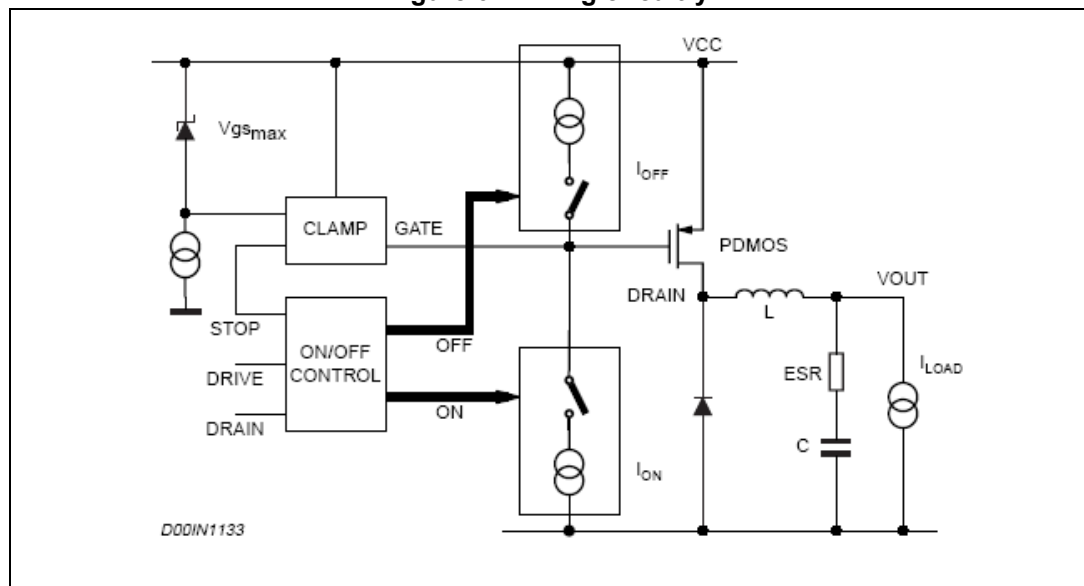 VCC
Vgsmax
IOFF
CLAMP
GATE
PDMOS
DRAIN
VOUT
L
STOP
OFF
ON/OFF
CONTROL
DRIVE
ON
DRAIN
ESR
ILOAD
C
ION
D00IN1133